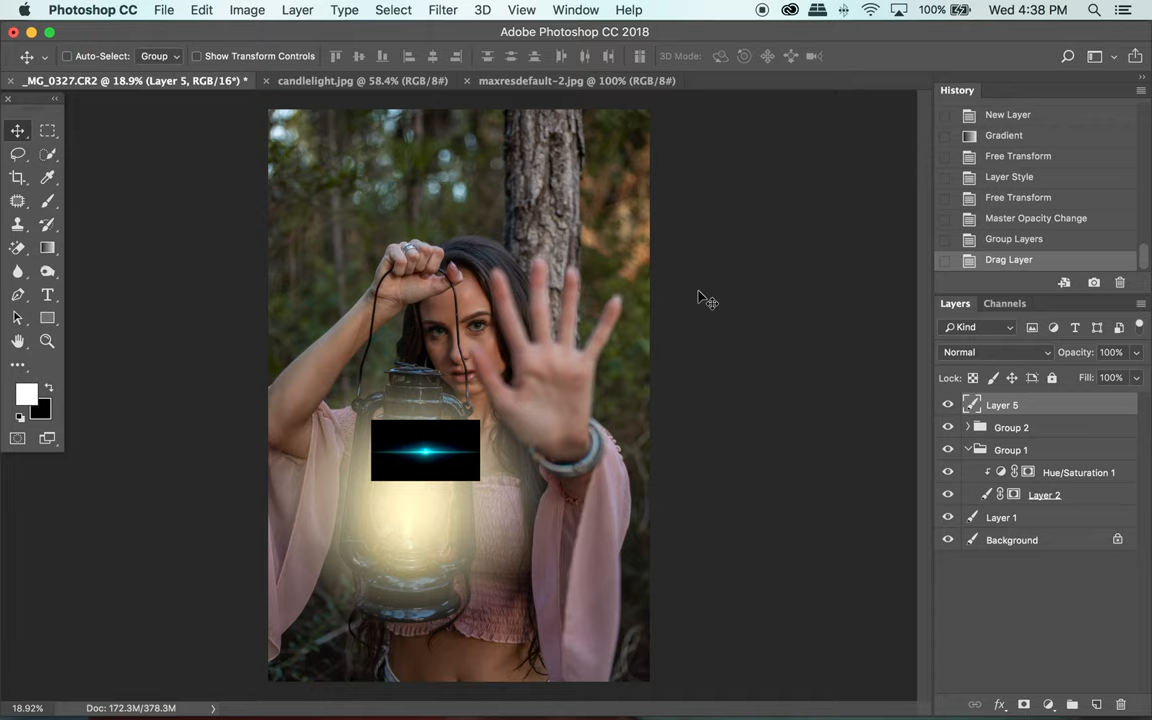 Photoshop CC File Edit Image Layer Type Select Filter 3D View Window Help 100% Wed 4:38 PM
Adobe Photoshop CC 2018
Auto-Select: Group Show Transform Controls 3D Mode:
_MG_0327.CR2 @ 18.9% (Layer 5, RGB/16*) * candlelight.jpg @ 58.4% (RGB/8#) maxresdefault-2.jpg @ 100% (RGB/8#)
History
New Layer
Gradient
Free Transform
Layer Style
Free Transform
Master Opacity Change
Group Layers
Drag Layer
Layers Channels
Kind
Normal Opacity: 100%
Lock: Fill: 100%
Layer 5
Group 2
Group 1
Hue/Saturation 1
Layer 2
Layer 1
Background
18.92% Doc: 172.3M/378.3M